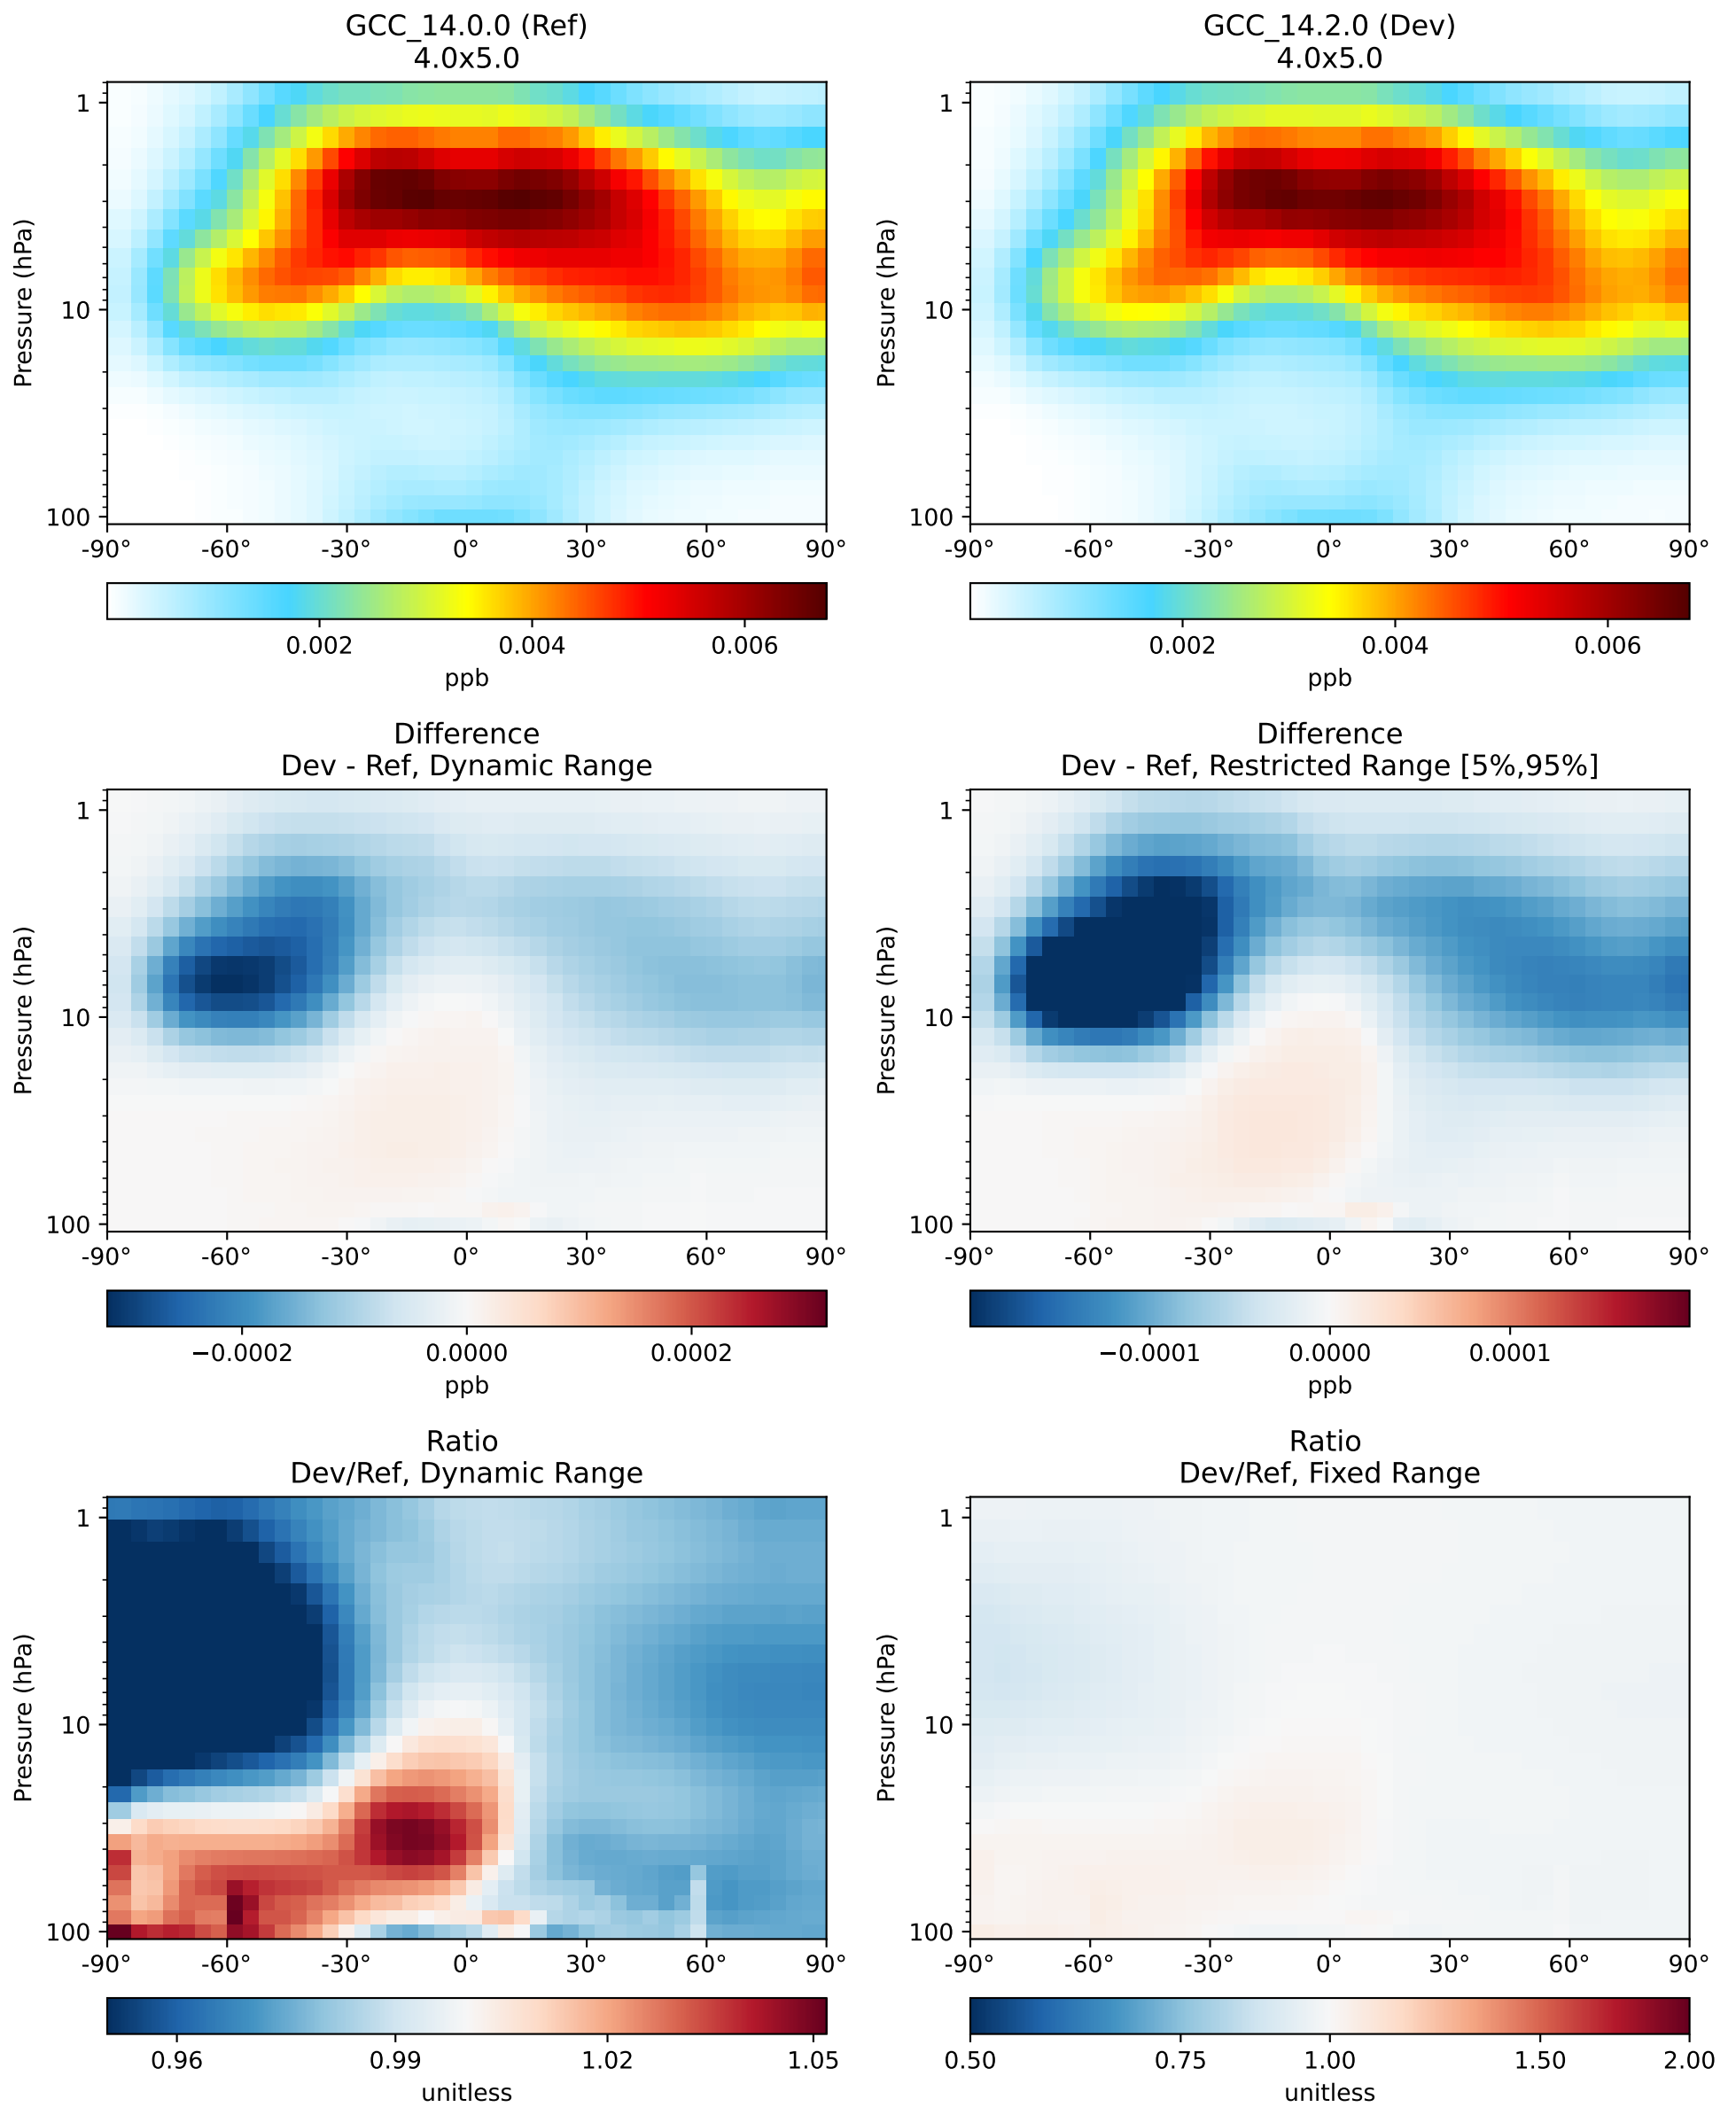 GCC_14.0.0 (Ref)
4.0x5.0
Pressure (hPa)
1
10
100
-90° -60° -30° 0° 30° 60° 90°
0.002 0.004 0.006
ppb
GCC_14.2.0 (Dev)
4.0x5.0
Pressure (hPa)
1
10
100
-90° -60° -30° 0° 30° 60° 90°
0.002 0.004 0.006
ppb
Difference
Dev - Ref, Dynamic Range
Pressure (hPa)
1
10
100
-90° -60° -30° 0° 30° 60° 90°
−0.0002 0.0000 0.0002
ppb
Difference
Dev - Ref, Restricted Range [5%,95%]
Pressure (hPa)
1
10
100
-90° -60° -30° 0° 30° 60° 90°
−0.0001 0.0000 0.0001
ppb
Ratio
Dev/Ref, Dynamic Range
Pressure (hPa)
1
10
100
-90° -60° -30° 0° 30° 60° 90°
0.96 0.99 1.02 1.05
unitless
Ratio
Dev/Ref, Fixed Range
Pressure (hPa)
1
10
100
-90° -60° -30° 0° 30° 60° 90°
0.50 0.75 1.00 1.50 2.00
unitless